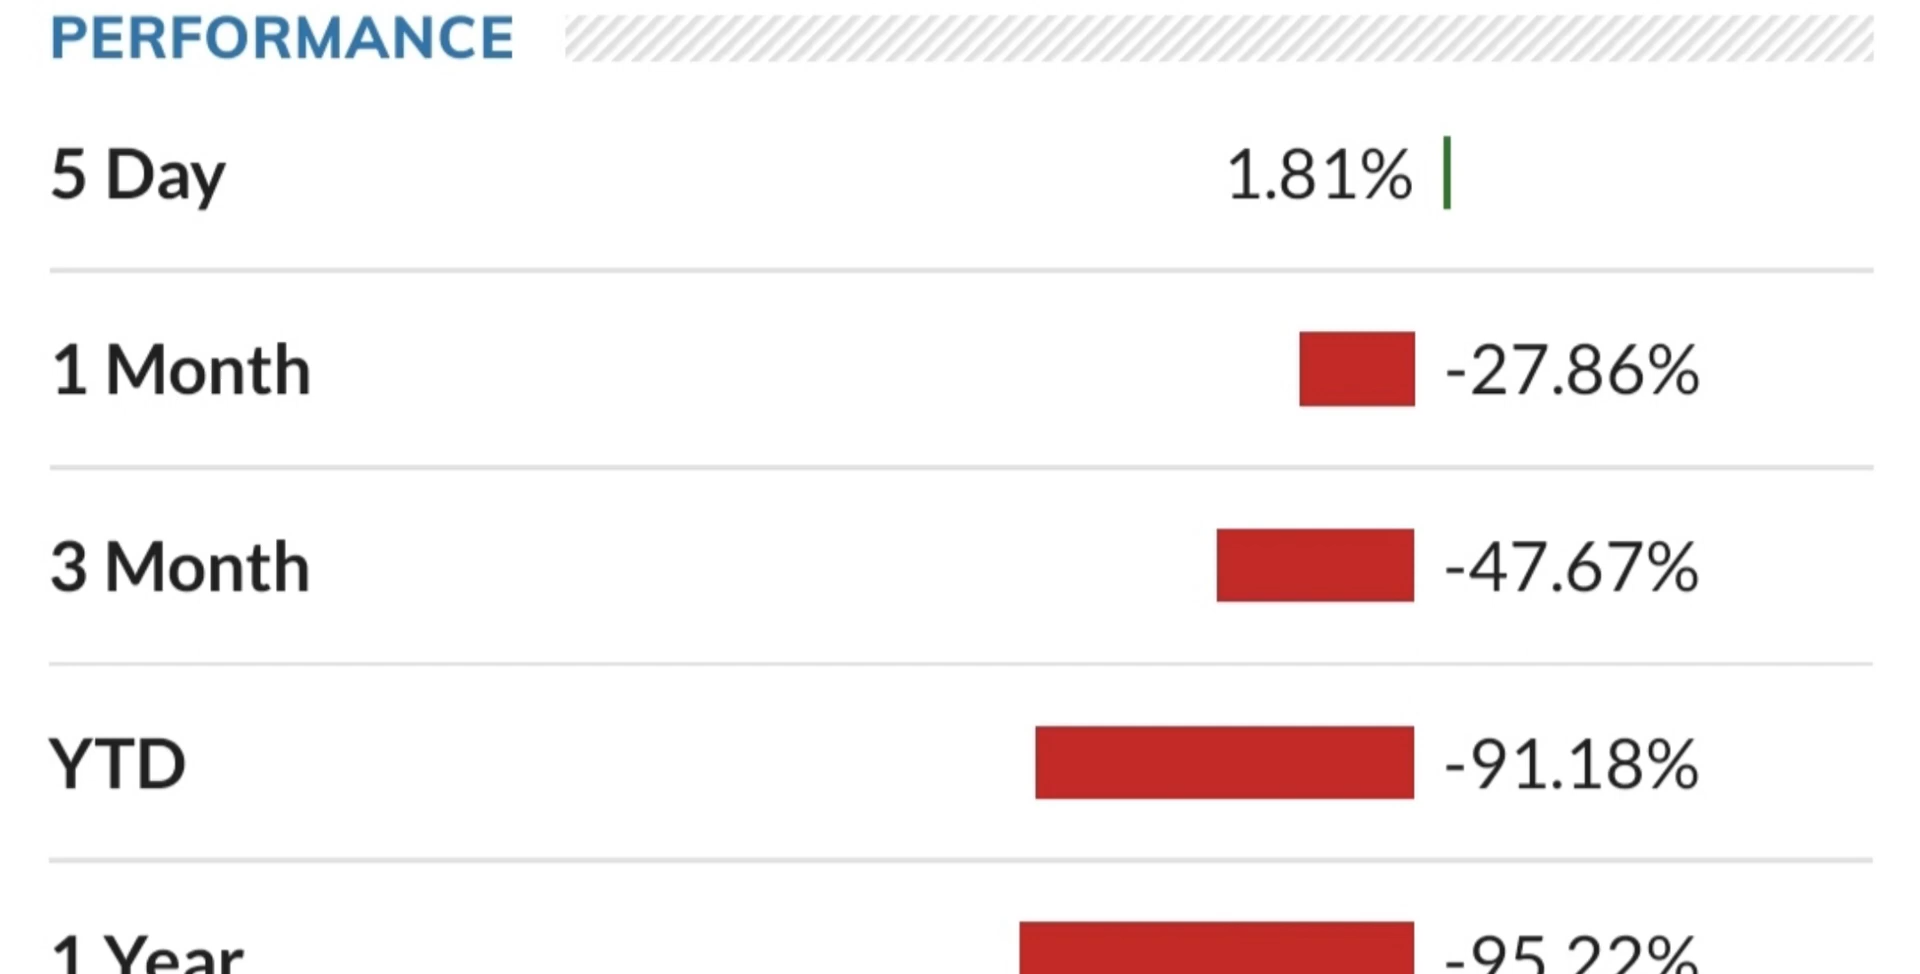 PERFORMANCE
5 Day 1.81%
1 Month -27.86%
3 Month -47.67%
YTD -91.18%
1 Year -95.22%